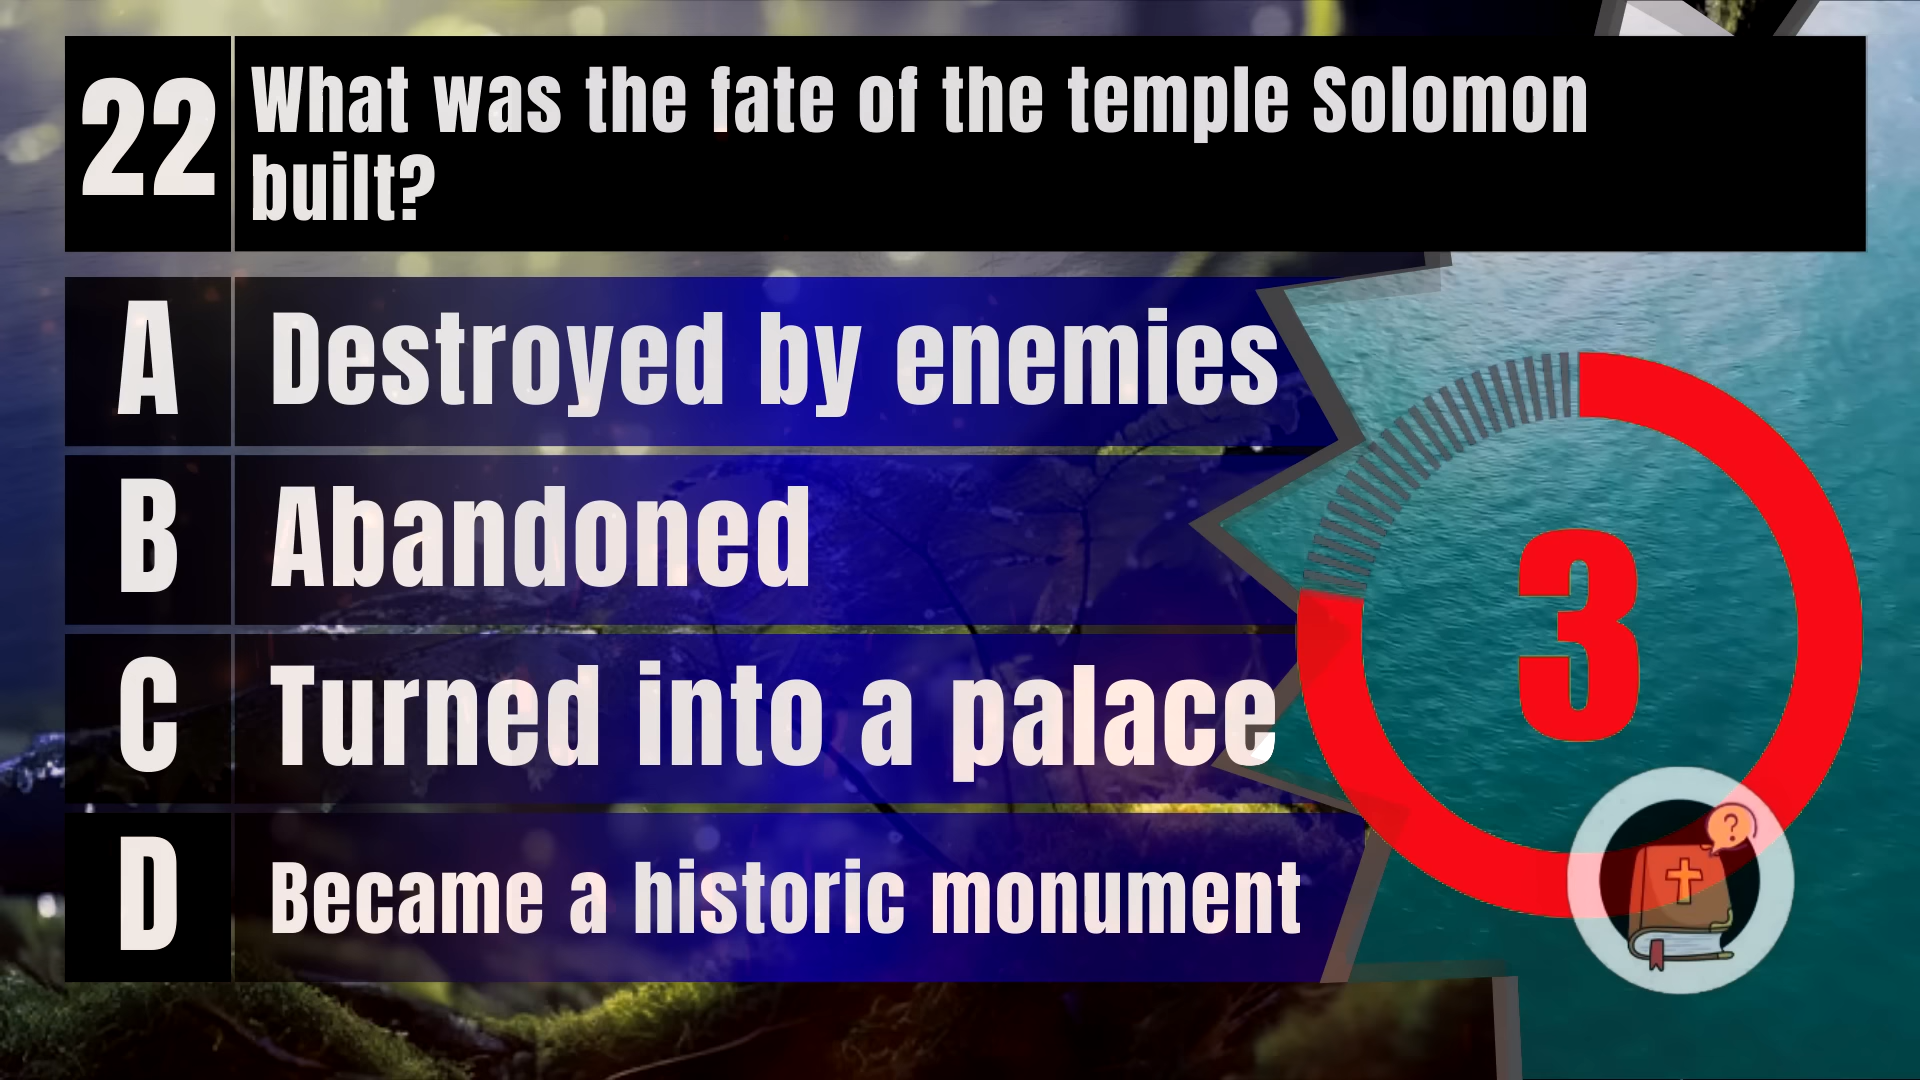 22
What was the fate of the temple Solomon
built?
A
Destroyed by enemies
B
Abandoned
C
Turned into a palace
D
Became a historic monument
3
?